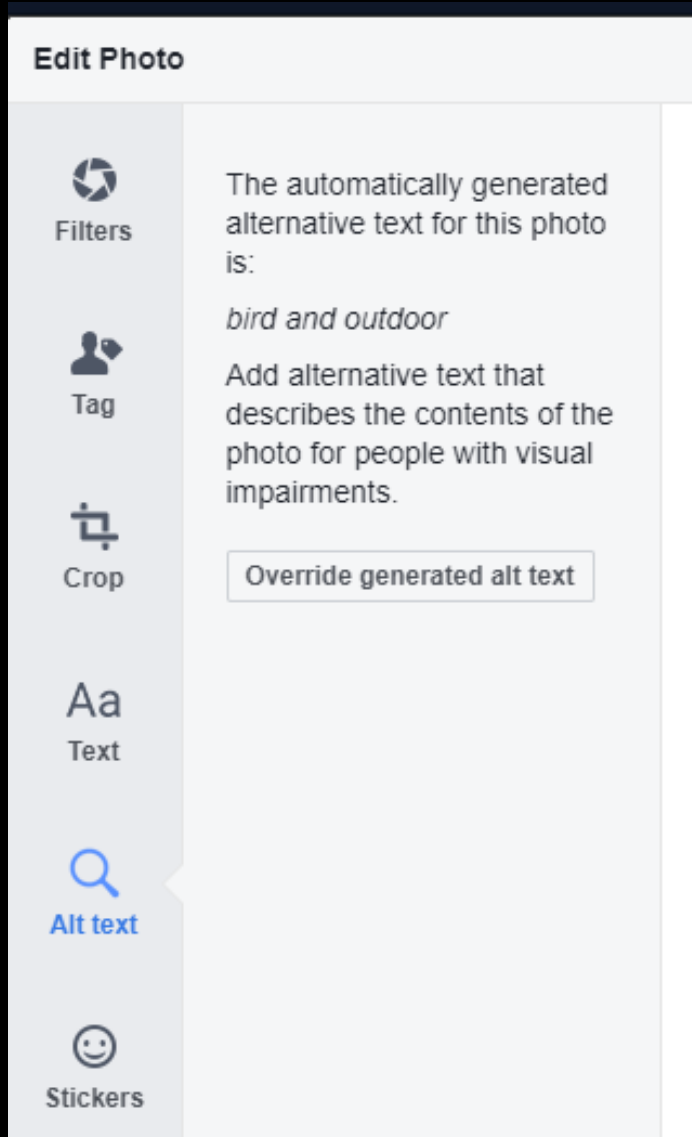 Edit Photo
Filters
Tag
Crop
Aa
Text
Alt text
Stickers
The automatically generated
alternative text for this photo
is:
bird and outdoor
Add alternative text that
describes the contents of the
photo for people with visual
impairments.
Override generated alt text